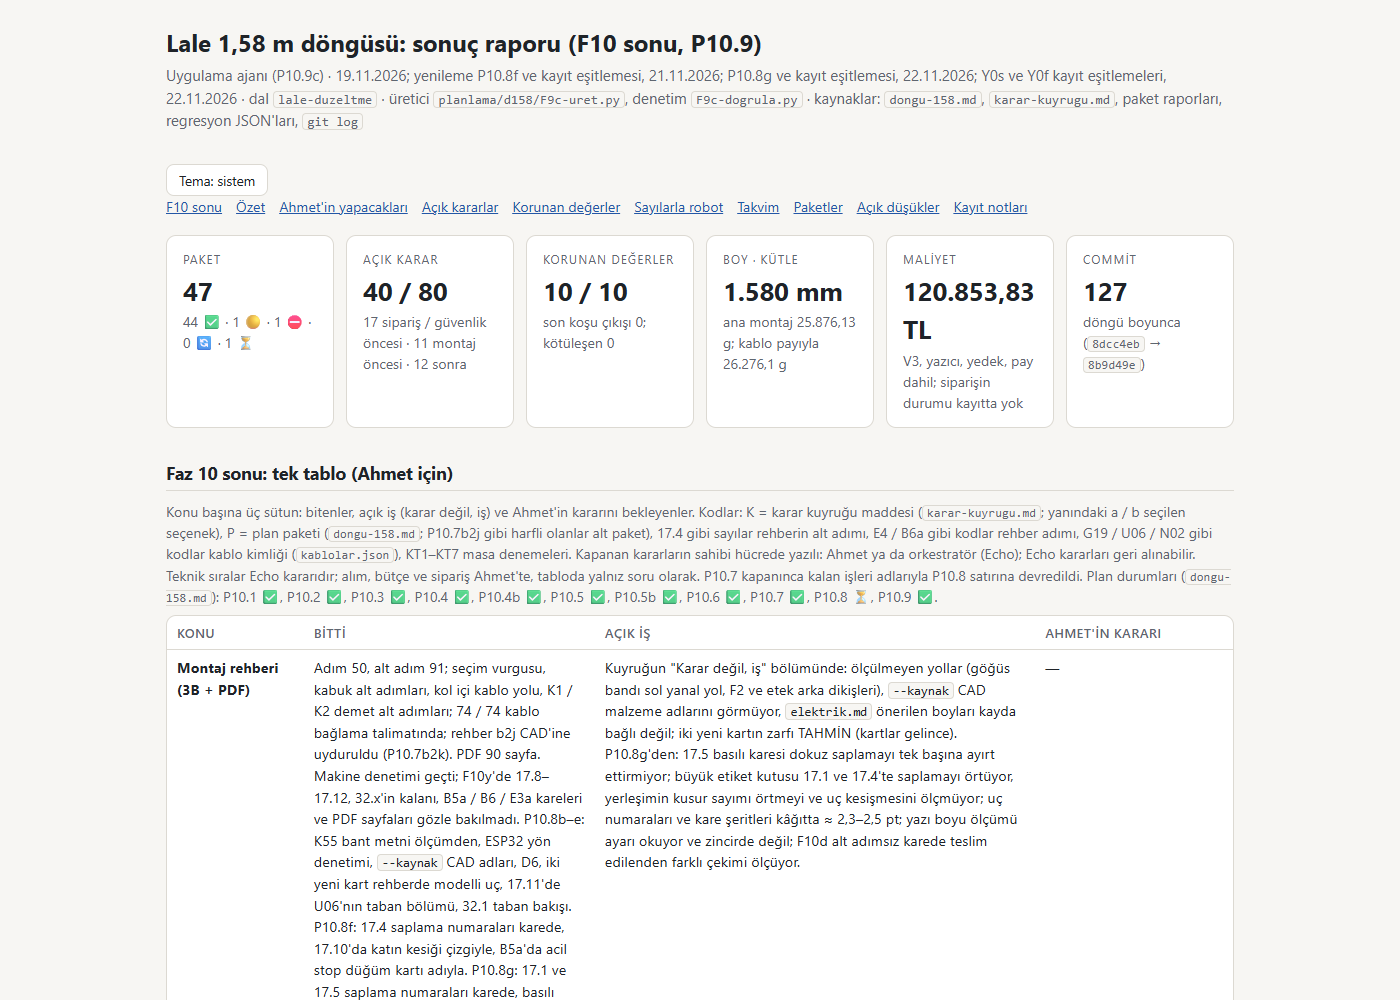 Lale 1,58 m döngüsü: sonuç raporu (F10 sonu, P10.9)
Uygulama ajanı (P10.9c) · 19.11.2026; yenileme P10.8f ve kayıt eşitlemesi, 21.11.2026; P10.8g ve kayıt eşitlemesi, 22.11.2026; Y0s ve Y0f kayıt eşitlemeleri,
22.11.2026 · dal lale-duzeltme · üretici planlama/d158/F9c-uret.py, denetim F9c-dogrula.py · kaynaklar: dongu-158.md, karar-kuyrugu.md, paket raporları,
regresyon JSON'ları, git log
Tema: sistem
F10 sonu Özet Ahmet'in yapacakları Açık kararlar Korunan değerler Sayılarla robot Takvim Paketler Açık düşükler Kayıt notları
PAKET
47
44 ✅ · 1 🟡 · 1 ⛔ ·
0 🔄 · 1 ⏳
AÇIK KARAR
40 / 80
17 sipariş / güvenlik
öncesi · 11 montaj
öncesi · 12 sonra
KORUNAN DEĞERLER
10 / 10
son koşu çıkışı 0;
kötüleşen 0
BOY · KÜTLE
1.580 mm
ana montaj 25.876,13
g; kablo payıyla
26.276,1 g
MALİYET
120.853,83
TL
V3, yazıcı, yedek, pay
dahil; siparişin
durumu kayıtta yok
COMMİT
127
döngü boyunca
(8dcc4eb →
8b9d49e)
Faz 10 sonu: tek tablo (Ahmet için)
Konu başına üç sütun: bitenler, açık iş (karar değil, iş) ve Ahmet'in kararını bekleyenler. Kodlar: K = karar kuyruğu maddesi (karar-kuyrugu.md; yanındaki a / b seçilen
seçenek), P = plan paketi (dongu-158.md; P10.7b2j gibi harfli olanlar alt paket), 17.4 gibi sayılar rehberin alt adımı, E4 / B6a gibi kodlar rehber adımı, G19 / U06 / N02 gibi
kodlar kablo kimliği (kablolar.json), KT1–KT7 masa denemeleri. Kapanan kararların sahibi hücrede yazılı: Ahmet ya da orkestratör (Echo); Echo kararları geri alınabilir.
Teknik sıralar Echo kararıdır; alım, bütçe ve sipariş Ahmet'te, tabloda yalnız soru olarak. P10.7 kapanınca kalan işleri adlarıyla P10.8 satırına devredildi. Plan durumları (dongu-
158.md): P10.1 ✅, P10.2 ✅, P10.3 ✅, P10.4 ✅, P10.4b ✅, P10.5 ✅, P10.5b ✅, P10.6 ✅, P10.7 ✅, P10.8 ⏳, P10.9 ✅.
KONU BİTTİ AÇIK İŞ AHMET'İN KARARI
Montaj rehberi
(3B + PDF)
Adım 50, alt adım 91; seçim vurgusu,
kabuk alt adımları, kol içi kablo yolu, K1 /
K2 demet alt adımları; 74 / 74 kablo
bağlama talimatında; rehber b2j CAD'ine
uyduruldu (P10.7b2k). PDF 90 sayfa.
Makine denetimi geçti; F10y'de 17.8–
17.12, 32.x'in kalanı, B5a / B6 / E3a kareleri
ve PDF sayfaları gözle bakılmadı. P10.8b–e:
K55 bant metni ölçümden, ESP32 yön
denetimi, --kaynak CAD adları, D6, iki
yeni kart rehberde modelli uç, 17.11'de
U06'nın taban bölümü, 32.1 taban bakışı.
P10.8f: 17.4 saplama numaraları karede,
17.10'da katın kesiği çizgiyle, B5a'da acil
stop düğüm kartı adıyla. P10.8g: 17.1 ve
17.5 saplama numaraları karede, basılı
Kuyruğun "Karar değil, iş" bölümünde: ölçülmeyen yollar (göğüs
bandı sol yanal yol, F2 ve etek arka dikişleri), --kaynak CAD
malzeme adlarını görmüyor, elektrik.md önerilen boyları kayda
bağlı değil; iki yeni kartın zarfı TAHMİN (kartlar gelince).
P10.8g'den: 17.5 basılı karesi dokuz saplamayı tek başına ayırt
ettirmiyor; büyük etiket kutusu 17.1 ve 17.4'te saplamayı örtüyor,
yerleşimin kusur sayımı örtmeyi ve uç kesişmesini ölçmüyor; uç
numaraları ve kare şeritleri kâğıtta ≈ 2,3–2,5 pt; yazı boyu ölçümü
ayarı okuyor ve zincirde değil; F10d alt adımsız karede teslim
edilenden farklı çekimi ölçüyor.
—